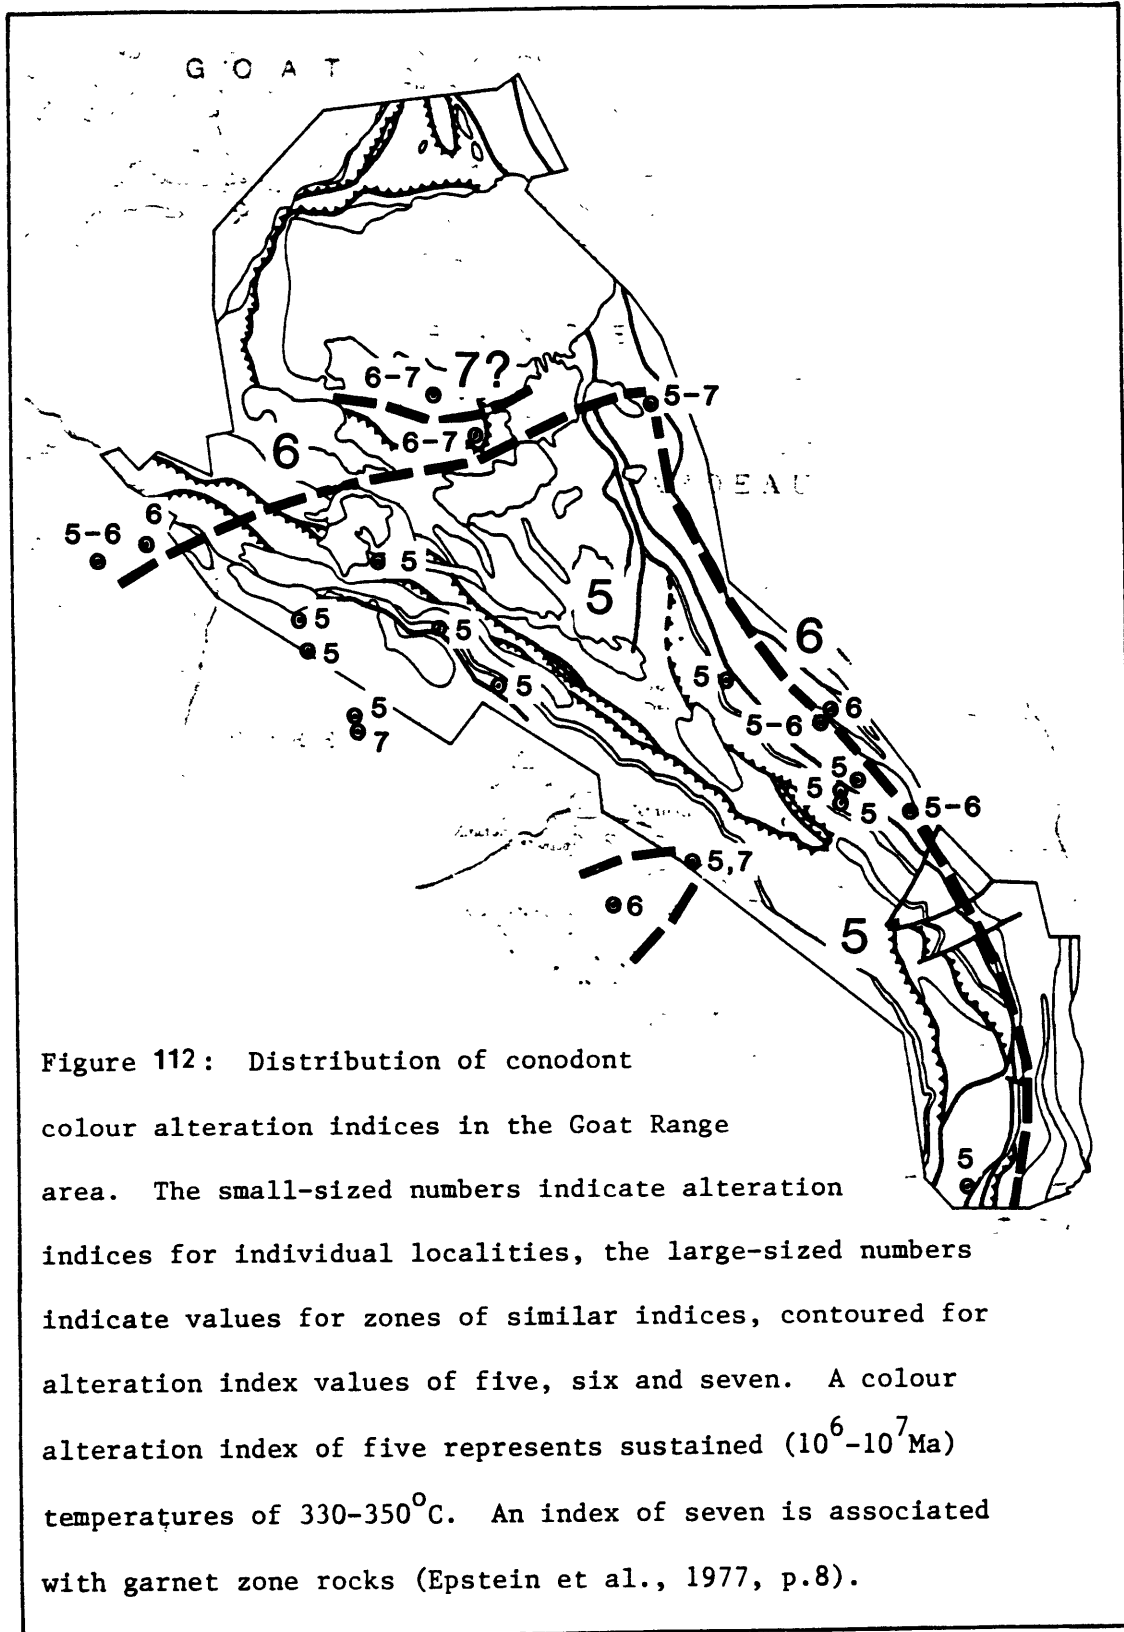 G O A T
6-7
7?
5-7
6-7
6
5-6
6
5
5
5
5
5
5
5
7
5
6
5-6
6
5
5
5
5-6
5,7
6
5
5
Figure 112: Distribution of conodont
colour alteration indices in the Goat Range
area. The small-sized numbers indicate alteration
indices for individual localities, the large-sized numbers
indicate values for zones of similar indices, contoured for
alteration index values of five, six and seven. A colour
alteration index of five represents sustained (10⁶-10⁷Ma)
temperatures of 330-350°C. An index of seven is associated
with garnet zone rocks (Epstein et al., 1977, p.8).